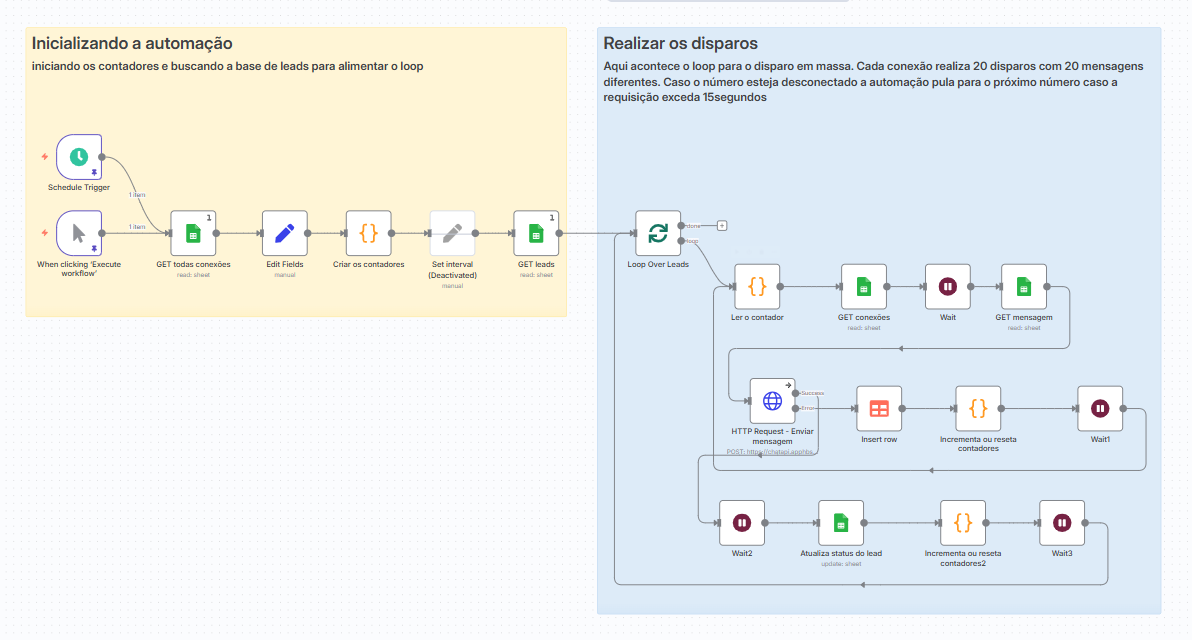 Inicializando a automação
iniciando os contadores e buscando a base de leads para alimentar o loop
Schedule Trigger
1 item
When clicking 'Execute
workflow'
1 item
1
GET todas conexões
read: sheet
Edit Fields
manual
Criar os contadores
Set interval
(Deactivated)
manual
1
GET leads
read: sheet
Realizar os disparos
Aqui acontece o loop para o disparo em massa. Cada conexão realiza 20 disparos com 20 mensagens
diferentes. Caso o número esteja desconectado a automação pula para o próximo número caso a
requisição exceda 15segundos
done
loop
Loop Over Leads
Ler o contador
GET conexões
read: sheet
Wait
GET mensagem
read: sheet
Success
Error
HTTP Request - Enviar
mensagem
POST: https://chatapi.apphbs...
Insert row
Incrementa ou reseta
contadores
Wait1
Wait2
Atualiza status do lead
update: sheet
Incrementa ou reseta
contadores2
Wait3